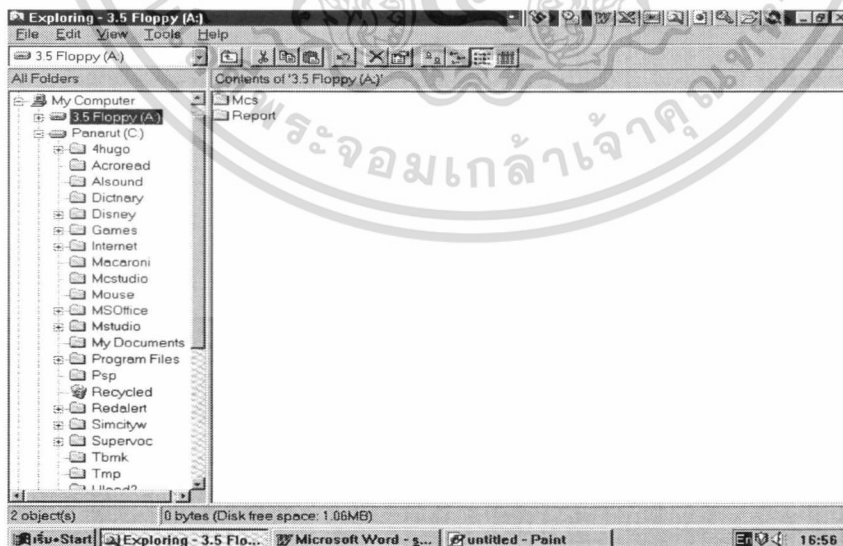 Exploring - 3.5 Floppy (A:)
File Edit View Tools Help
3.5 Floppy (A:)
All Folders
Contents of '3.5 Floppy (A:)'
My Computer
3.5 Floppy (A:)
Panarut (C:)
4hugo
Acroread
Alsound
Dictnary
Disney
Games
Internet
Macaroni
Mcstudio
Mouse
MSOffice
Mstudio
My Documents
Program Files
Psp
Recycled
Redalert
Simcityw
Supervoc
Tbmk
Tmp
Mcs
Report
2 object(s)
0 bytes (Disk free space: 1.06MB)
เริ่ม•Start
Exploring - 3.5 Flo...
Microsoft Word - s...
untitled - Paint
16:56
พระจอมเกล้าเจ้าคุณทหาร